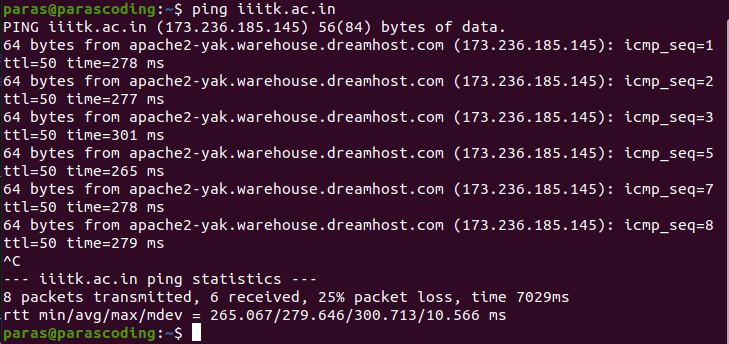 paras@parascoding:~$ ping iiitk.ac.in
PING iiitk.ac.in (173.236.185.145) 56(84) bytes of data.
64 bytes from apache2-yak.warehouse.dreamhost.com (173.236.185.145): icmp_seq=1
ttl=50 time=278 ms
64 bytes from apache2-yak.warehouse.dreamhost.com (173.236.185.145): icmp_seq=2
ttl=50 time=277 ms
64 bytes from apache2-yak.warehouse.dreamhost.com (173.236.185.145): icmp_seq=3
ttl=50 time=301 ms
64 bytes from apache2-yak.warehouse.dreamhost.com (173.236.185.145): icmp_seq=5
ttl=50 time=265 ms
64 bytes from apache2-yak.warehouse.dreamhost.com (173.236.185.145): icmp_seq=7
ttl=50 time=278 ms
64 bytes from apache2-yak.warehouse.dreamhost.com (173.236.185.145): icmp_seq=8
ttl=50 time=279 ms
^C
--- iiitk.ac.in ping statistics ---
8 packets transmitted, 6 received, 25% packet loss, time 7029ms
rtt min/avg/max/mdev = 265.067/279.646/300.713/10.566 ms
paras@parascoding:~$